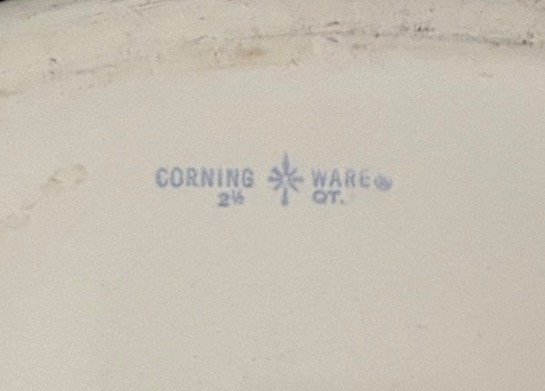 CORNING WARE®
2½ QT.